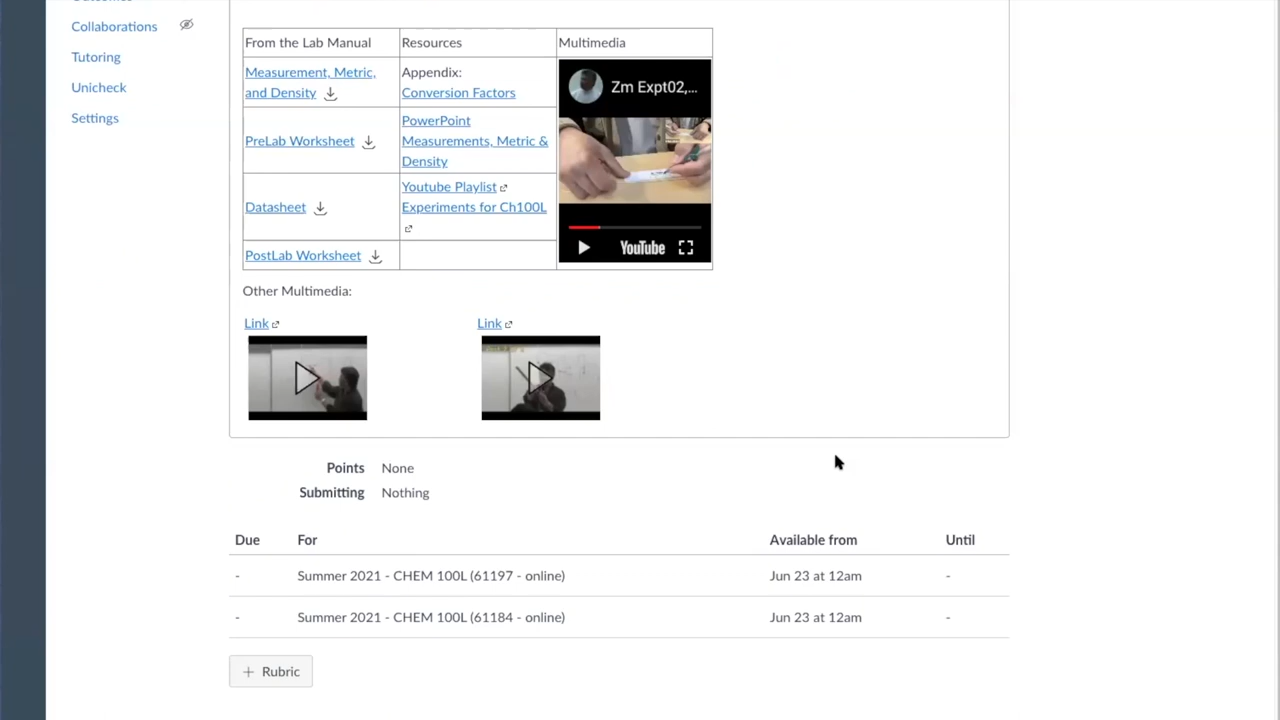 Collaborations
Tutoring
Unicheck
Settings
From the Lab Manual
Resources
Multimedia
Measurement, Metric,
and Density
Appendix:
Conversion Factors
Zm Expt02,...
PreLab Worksheet
PowerPoint
Measurements, Metric &
Density
Datasheet
Youtube Playlist
Experiments for Ch100L
YouTube
PostLab Worksheet
Other Multimedia:
Link
Link
Points None
Submitting Nothing
Due For Available from Until
- Summer 2021 - CHEM 100L (61197 - online) Jun 23 at 12am -
- Summer 2021 - CHEM 100L (61184 - online) Jun 23 at 12am -
+ Rubric